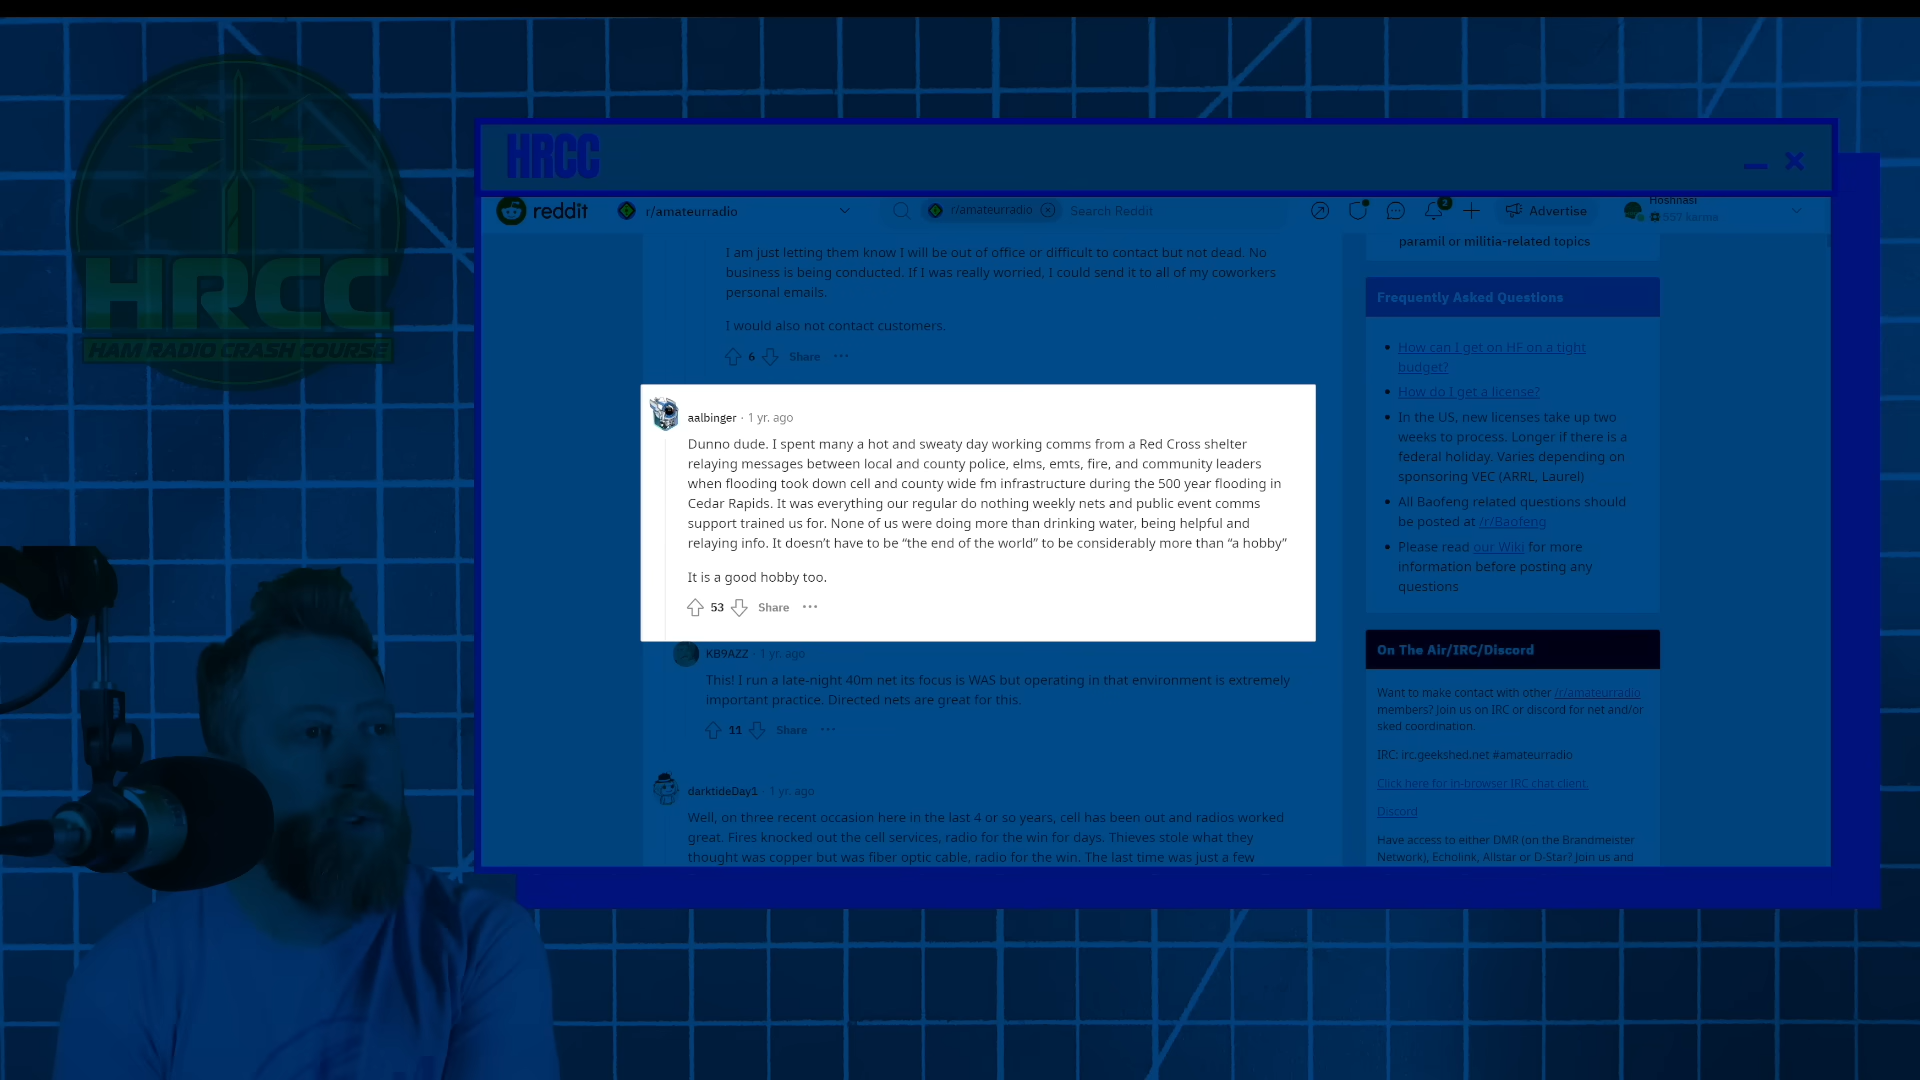 HRCC
HAM RADIO CRASH COURSE
HRCC
reddit
r/amateurradio
r/amateurradio
Search Reddit
2
Advertise
Hoshnasi
557 karma
I am just letting them know I will be out of office or difficult to contact but not dead. No
business is being conducted. If I was really worried, I could send it to all of my coworkers
personal emails.
I would also not contact customers.
6 Share
aalbinger · 1 yr. ago
Dunno dude. I spent many a hot and sweaty day working comms from a Red Cross shelter
relaying messages between local and county police, elms, emts, fire, and community leaders
when flooding took down cell and county wide fm infrastructure during the 500 year flooding in
Cedar Rapids. It was everything our regular do nothing weekly nets and public event comms
support trained us for. None of us were doing more than drinking water, being helpful and
relaying info. It doesn’t have to be “the end of the world” to be considerably more than “a hobby”
It is a good hobby too.
53 Share
KB9AZZ · 1 yr. ago
This! I run a late-night 40m net its focus is WAS but operating in that environment is extremely
important practice. Directed nets are great for this.
11 Share
darktideDay1 · 1 yr. ago
Well, on three recent occasion here in the last 4 or so years, cell has been out and radios worked
great. Fires knocked out the cell services, radio for the win for days. Thieves stole what they
thought was copper but was fiber optic cable, radio for the win. The last time was just a few
paramil or militia-related topics
Frequently Asked Questions
How can I get on HF on a tight
budget?
How do I get a license?
In the US, new licenses take up two
weeks to process. Longer if there is a
federal holiday. Varies depending on
sponsoring VEC (ARRL, Laurel)
All Baofeng related questions should
be posted at /r/Baofeng
Please read our Wiki for more
information before posting any
questions
On The Air/IRC/Discord
Want to make contact with other /r/amateurradio
members? Join us on IRC or discord for net and/or
sked coordination.
IRC: irc.geekshed.net #amateurradio
Click here for in-browser IRC chat client.
Discord
Have access to either DMR (on the Brandmeister
Network), Echolink, Allstar or D-Star? Join us and